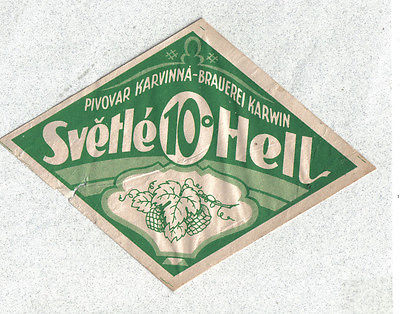 PIVOVAR KARVINNÁ-BRAUEREI KARWIN
Světlé 10° Hell